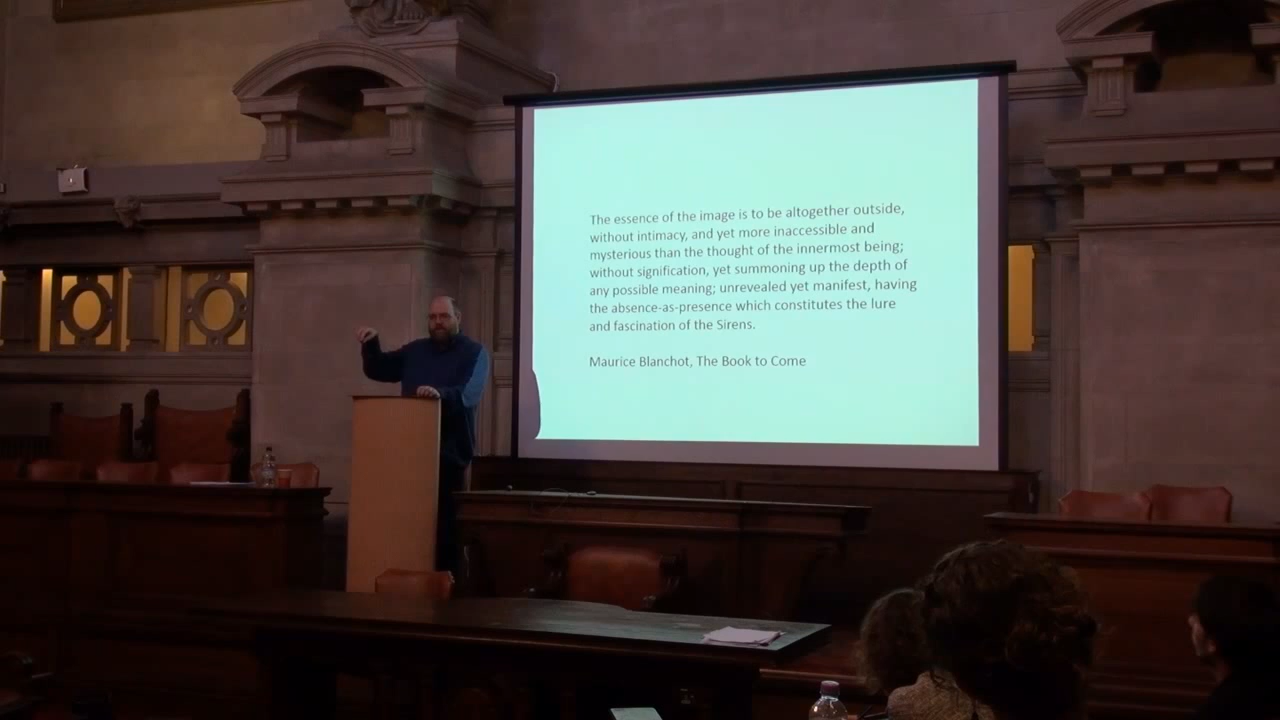 The essence of the image is to be altogether outside,
without intimacy, and yet more inaccessible and
mysterious than the thought of the innermost being;
without signification, yet summoning up the depth of
any possible meaning; unrevealed yet manifest, having
the absence-as-presence which constitutes the lure
and fascination of the Sirens.
Maurice Blanchot, The Book to Come